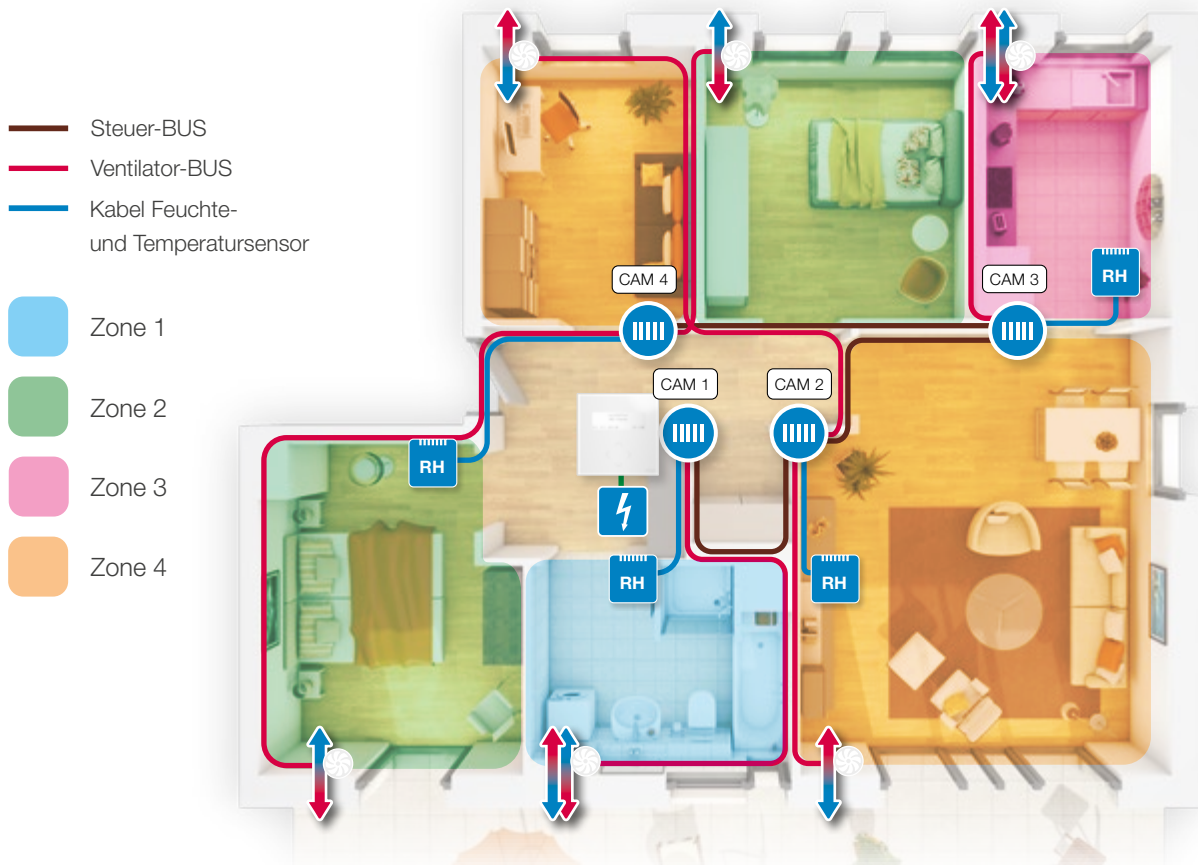 Steuer-BUS
Ventilator-BUS
Kabel Feuchte-
und Temperatursensor
Zone 1
Zone 2
Zone 3
Zone 4
CAM 4
CAM 3
RH
CAM 1
CAM 2
RH
RH
RH